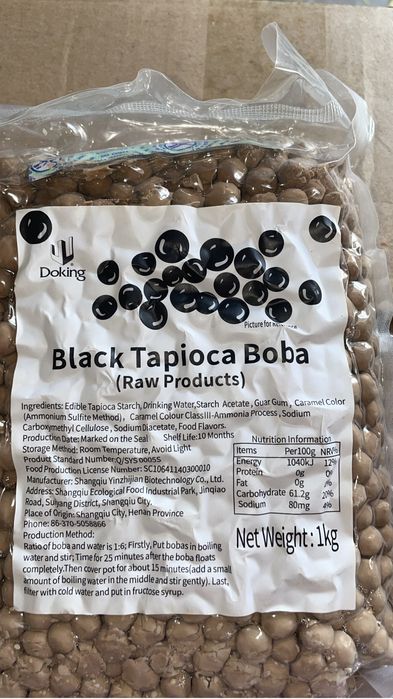 Doking
Picture for
Black Tapioca Boba
(Raw Products)
Ingredients: Edible Tapioca Starch, Drinking Water, Starch Acetate, Guar Gum, Caramel Color
(Ammonium Sulfite Method), Caramel Colour ClassIII-Ammonia Process, Sodium
Carboxymethyl Cellulose, Sodium Diacetate, Food Flavors.
Production Date: Marked on the Seal Shelf Life:10 Months
Storage Method: Room Temperature, Avoid Light
Product Standard Number:Q/SYS 0005S
Food Production License Number: SC10641140300010
Manufacturer: Shangqiu Yinzhijian Biotechnology Co., Ltd.
Address: Shangqiu Ecological Food Industrial Park, Jinqiao
Road, Suiyang District, Shangqiu City.
Place of Origin: Shangqiu City, Henan Province
Phone: 86-370-5058866
Production Method:
Ratio of boba and water is 1:6; Firstly, Put bobas in boiling
water and stir; Time for 25 minutes after the boba floats
completely.Then cover pot for about 15 minutes(add a small
amount of boiling water in the middle and stir gently). Last,
filter with cold water and put in fructose syrup.
Nutrition Information
Items Per100g NRV%
Energy 1040kJ 12%
Protein 0g 0%
Fat 0g
Carbohydrate 61.2g 20%
Sodium 80mg 4%
Net Weight: 1kg